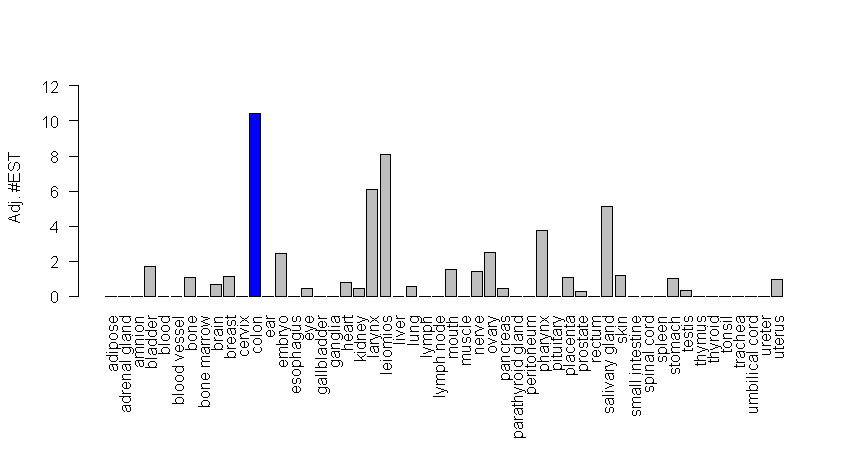 Adj. #EST
12
10
8
6
4
2
0
adipose
adrenal gland
amnion
bladder
blood
blood vessel
bone
bone marrow
brain
breast
cervix
colon
ear
embryo
esophagus
eye
gallbladder
ganglia
heart
kidney
larynx
leiomios
liver
lung
lymph
lymph node
mouth
muscle
nerve
ovary
pancreas
parathyroid gland
peritoneum
pharynx
pituitary
placenta
prostate
rectum
salivary gland
skin
small intestine
spinal cord
spleen
stomach
testis
thymus
thyroid
tonsil
trachea
umbilical cord
ureter
uterus